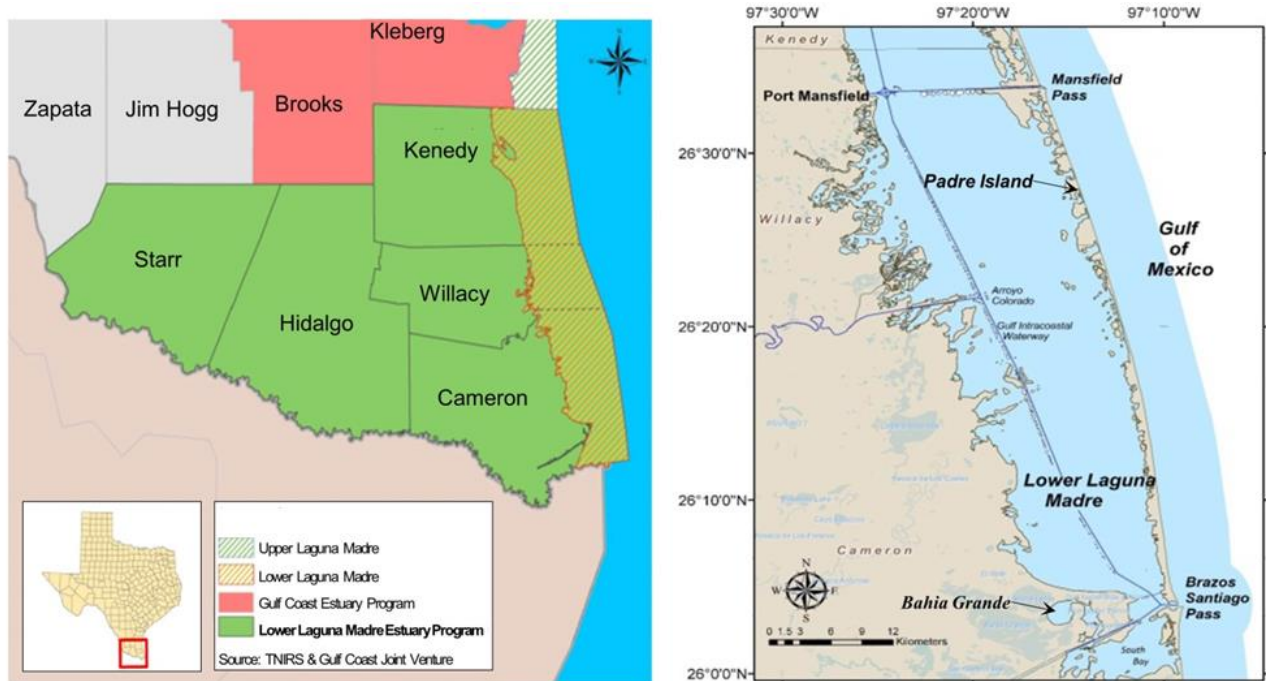 Kleberg
Zapata
Jim Hogg
Brooks
Kenedy
Starr
Willacy
Hidalgo
Cameron
Upper Laguna Madre
Lower Laguna Madre
Gulf Coast Estuary Program
Lower Laguna Madre Estuary Program
Source: TNIRS & Gulf Coast Joint Venture
97°30'0"W
97°20'0"W
97°10'0"W
Kenedy
Port Mansfield
Mansfield
Pass
26°30'0"N
Padre Island
Willacy
Gulf
of
Mexico
Arroyo
Colorado
26°20'0"N
Gulf Intracoastal
Waterway
26°10'0"N
Lower Laguna
Madre
Cameron
N
W
E
S
Bahia Grande
Brazos
Santiago
Pass
0 1.5 3 6 9 12
Kilometers
South
Bay
26°0'0"N